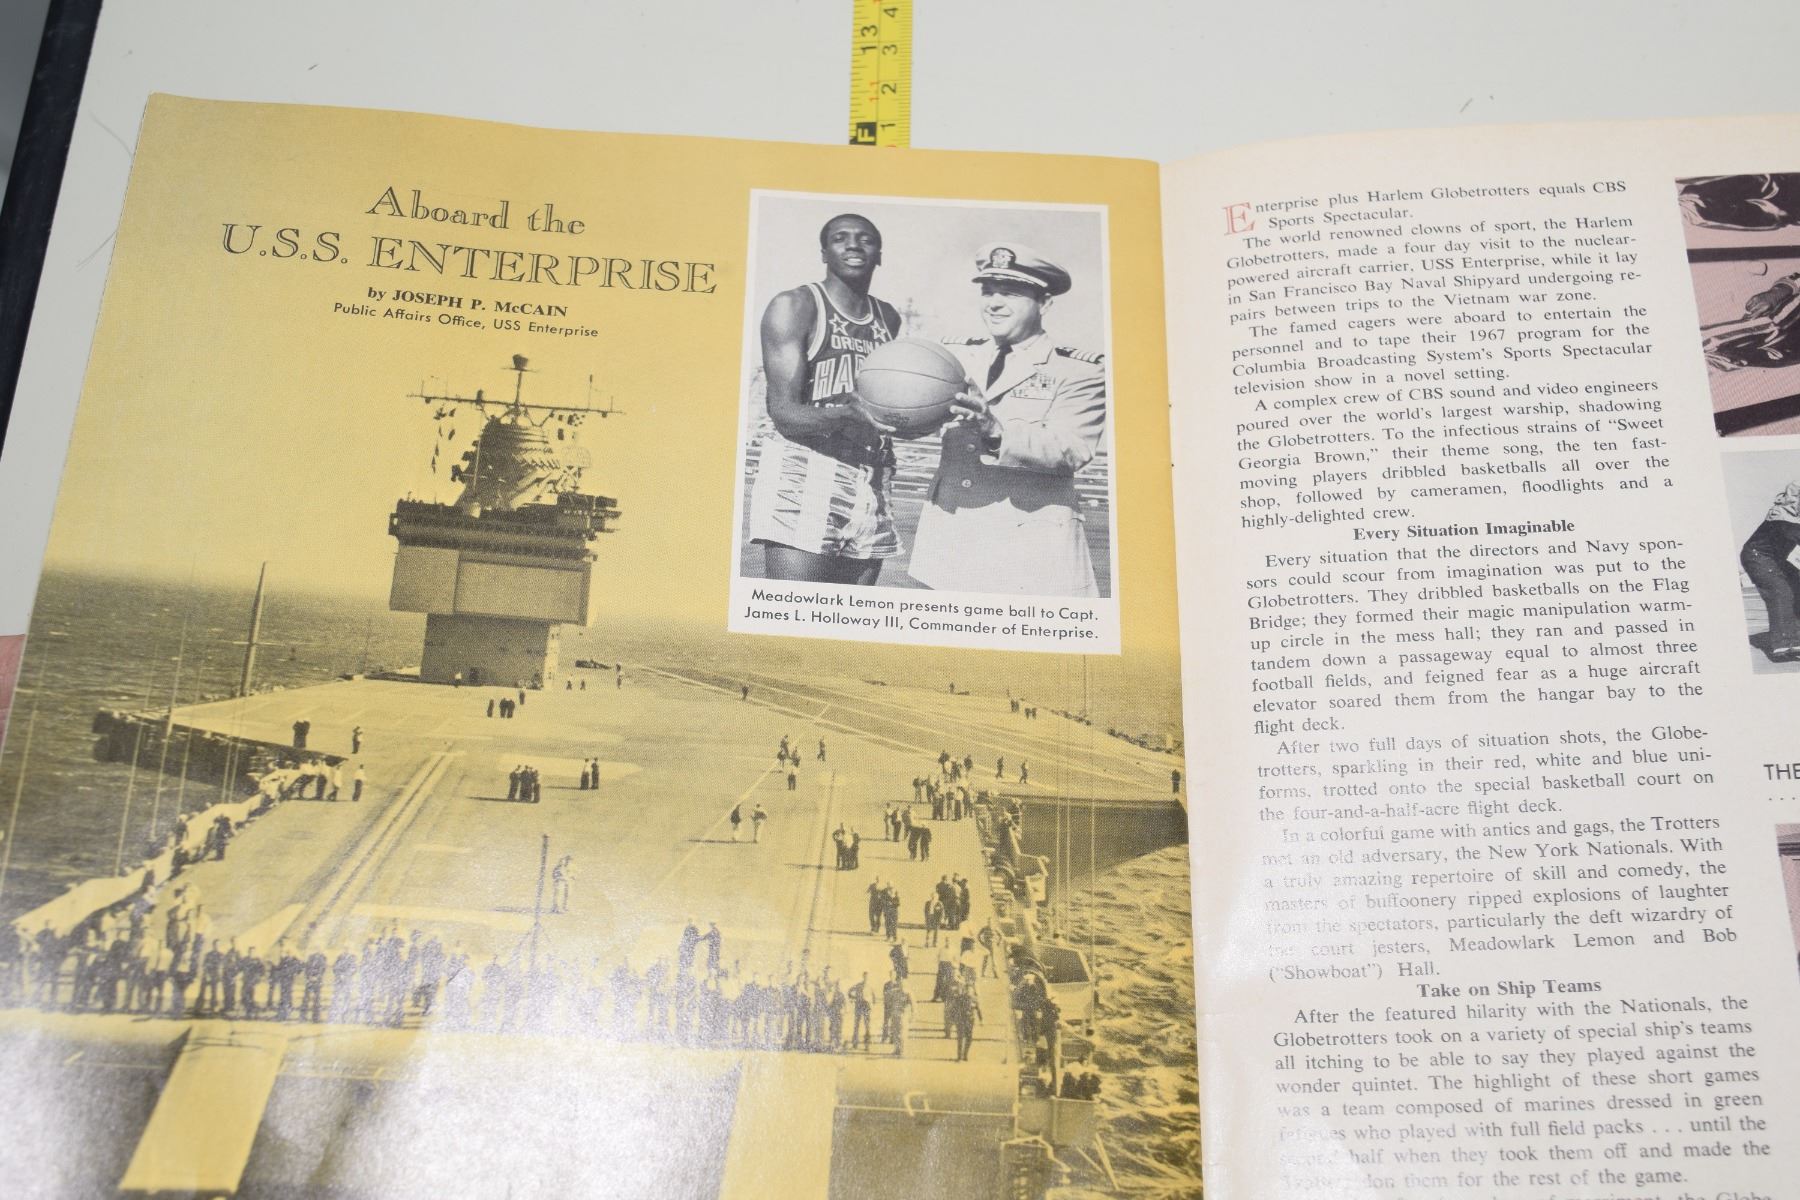 13 4
11 2 3
F 1
Aboard the
U.S.S. ENTERPRISE
by JOSEPH P. McCAIN
Public Affairs Office, USS Enterprise
ORIGINA
HA
Meadowlark Lemon presents game ball to Capt.
James L. Holloway III, Commander of Enterprise.
Enterprise plus Harlem Globetrotters equals CBS
Sports Spectacular.
The world renowned clowns of sport, the Harlem
Globetrotters, made a four day visit to the nuclear-
powered aircraft carrier, USS Enterprise, while it lay
in San Francisco Bay Naval Shipyard undergoing re-
pairs between trips to the Vietnam war zone.
The famed cagers were aboard to entertain the
personnel and to tape their 1967 program for the
Columbia Broadcasting System's Sports Spectacular
television show in a novel setting.
A complex crew of CBS sound and video engineers
poured over the world's largest warship, shadowing
the Globetrotters. To the infectious strains of "Sweet
Georgia Brown," their theme song, the ten fast-
moving players dribbled basketballs all over the
shop, followed by cameramen, floodlights and a
highly-delighted crew.
Every Situation Imaginable
Every situation that the directors and Navy spon-
sors could scour from imagination was put to the
Globetrotters. They dribbled basketballs on the Flag
Bridge; they formed their magic manipulation warm-
up circle in the mess hall; they ran and passed in
tandem down a passageway equal to almost three
football fields, and feigned fear as a huge aircraft
elevator soared them from the hangar bay to the
flight deck.
After two full days of situation shots, the Globe-
trotters, sparkling in their red, white and blue uni-
forms, trotted onto the special basketball court on
the four-and-a-half-acre flight deck.
In a colorful game with antics and gags, the Trotters
met an old adversary, the New York Nationals. With
a truly amazing repertoire of skill and comedy, the
masters of buffoonery ripped explosions of laughter
from the spectators, particularly the deft wizardry of
the court jesters, Meadowlark Lemon and Bob
("Showboat") Hall.
Take on Ship Teams
After the featured hilarity with the Nationals, the
Globetrotters took on a variety of special ship's teams
all itching to be able to say they played against the
wonder quintet. The highlight of these short games
was a team composed of marines dressed in green
fatigues who played with full field packs . . . until the
second half when they took them off and made the
don them for the rest of the game.
THE
. . . .